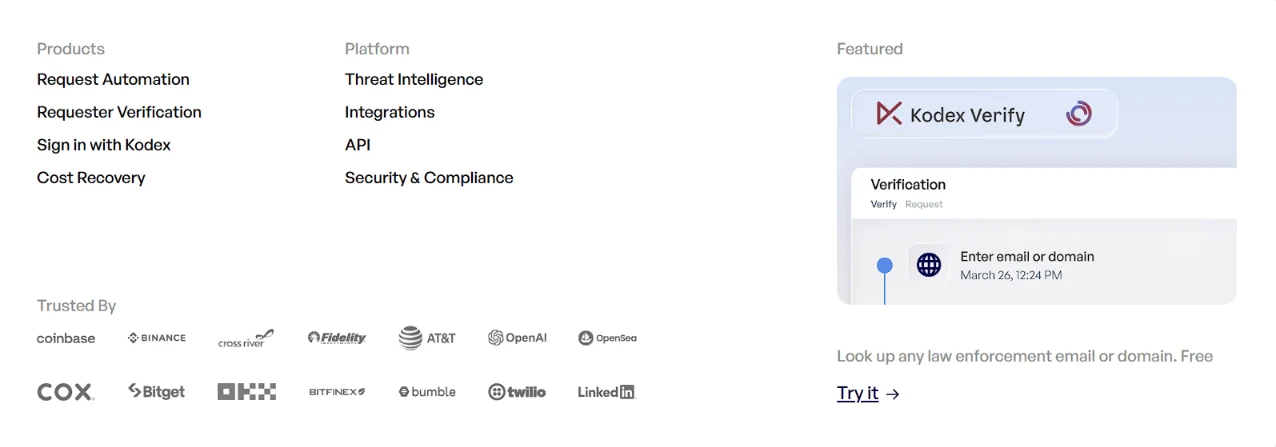 Products
Request Automation
Requester Verification
Sign in with Kodex
Cost Recovery
Platform
Threat Intelligence
Integrations
API
Security & Compliance
Trusted By
coinbase BINANCE cross river Fidelity INVESTMENTS AT&T OpenAI OpenSea
COX Bitget OKX BITFINEX bumble twilio LinkedIn
Featured
Kodex Verify
Verification
Verify Request
Enter email or domain
March 26, 12:24 PM
Look up any law enforcement email or domain. Free
Try it →